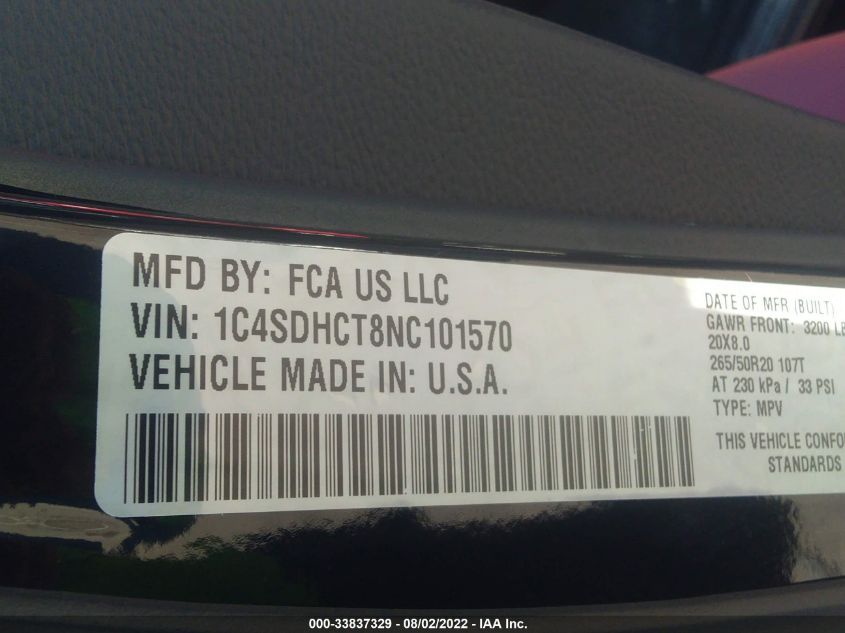 MFD BY: FCA US LLC
VIN: 1C4SDHCT8NC101570
VEHICLE MADE IN: U.S.A.
DATE OF MFR (BUILT):
GAWR FRONT: 3200 LB
20X8.0
265/50R20 107T
AT 230 kPa / 33 PSI
TYPE: MPV
THIS VEHICLE CONFO
STANDARDS
000-33837329 - 08/02/2022 - IAA Inc.